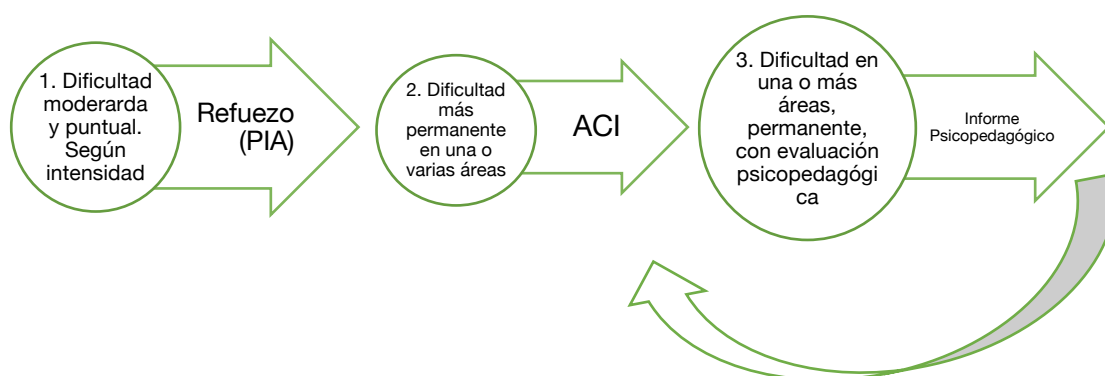 1. Dificultad
moderarda
y puntual.
Según
intensidad
Refuezo
(PIA)
2. Dificultad
más
permanente
en una o
varias áreas
ACI
3. Dificultad en
una o más
áreas,
permanente,
con evaluación
psicopedagógi
ca
Informe
Psicopedagógico